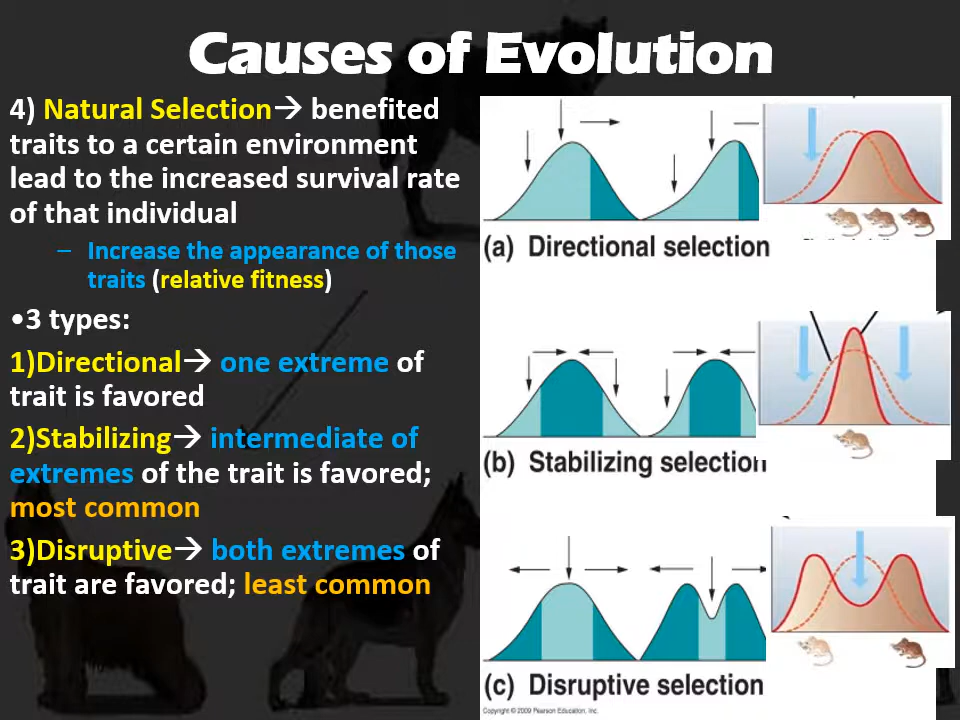 Causes of Evolution
4) Natural Selection→ benefited
traits to a certain environment
lead to the increased survival rate
of that individual
– Increase the appearance of those
traits (relative fitness)
•3 types:
1)Directional→ one extreme of
trait is favored
2)Stabilizing→ intermediate of
extremes of the trait is favored;
most common
3)Disruptive→ both extremes of
trait are favored; least common
(a) Directional selection
(b) Stabilizing selection
(c) Disruptive selection
Copyright © 2009 Pearson Education, Inc.